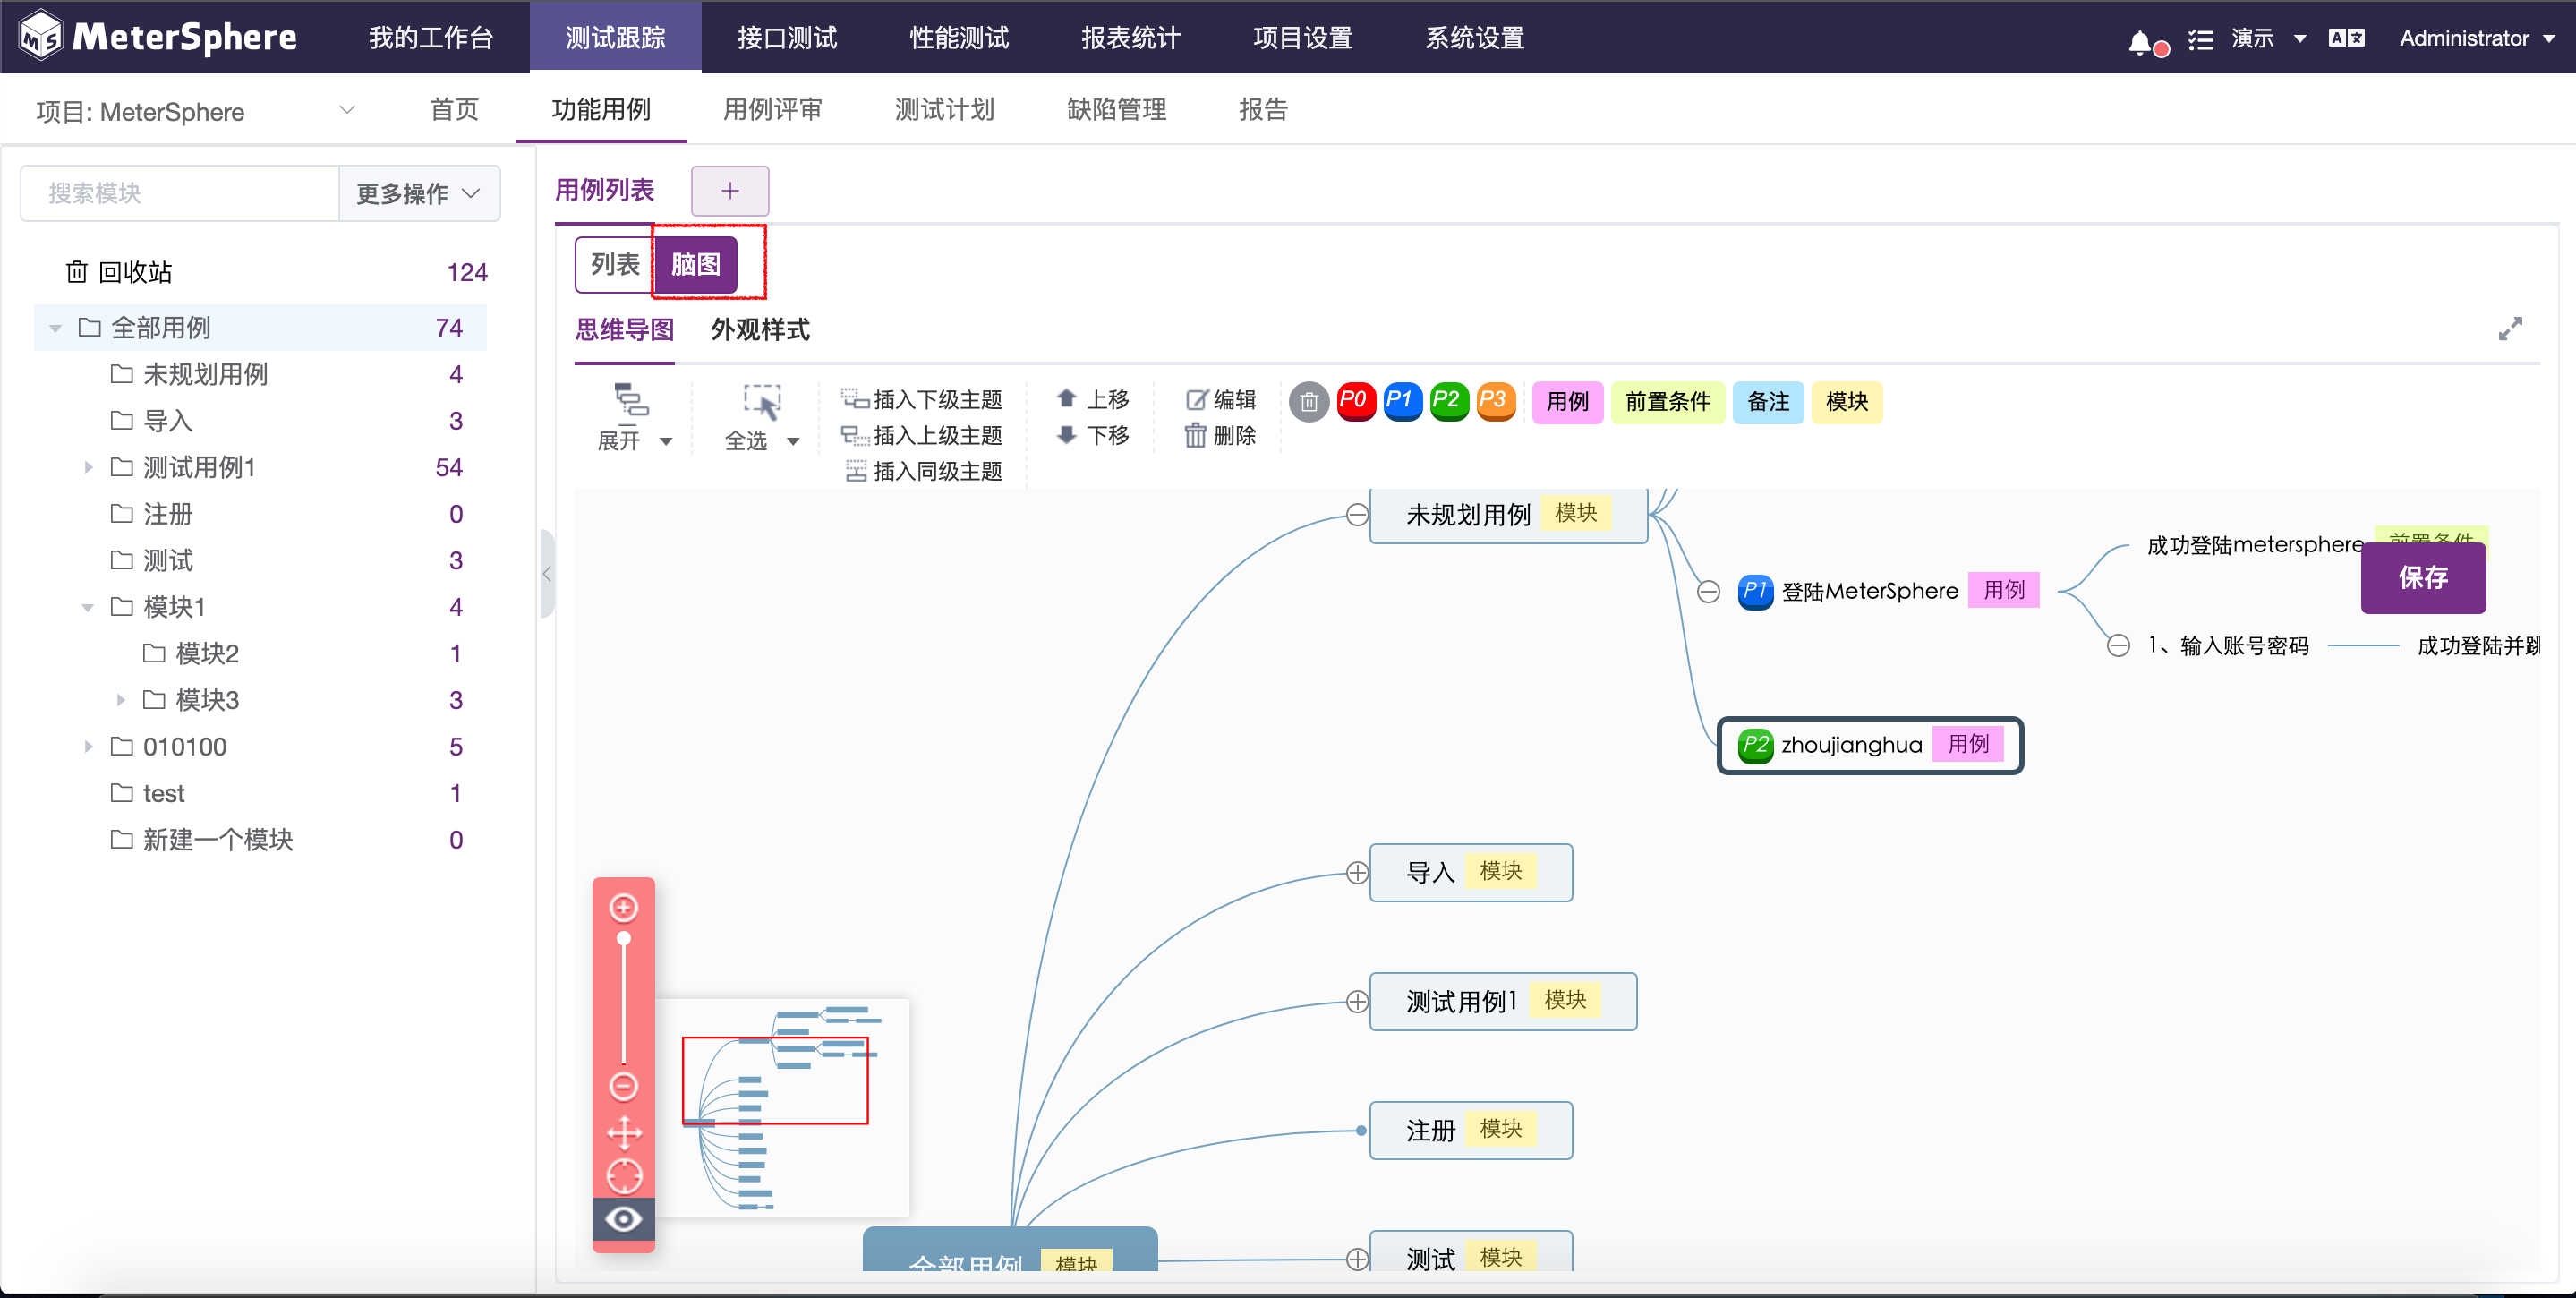 MS MeterSphere 我的工作台 测试跟踪 接口测试 性能测试 报表统计 项目设置 系统设置 演示 Administrator
项目: MeterSphere 首页 功能用例 用例评审 测试计划 缺陷管理 报告
搜索模块 更多操作
回收站 124
全部用例 74
未规划用例 4
导入 3
测试用例1 54
注册 0
测试 3
模块1 4
模块2 1
模块3 3
010100 5
test 1
新建一个模块 0
用例列表 +
列表 脑图
思维导图 外观样式
展开 全选
插入下级主题
插入上级主题
插入同级主题
上移
下移
编辑
删除
P0 P1 P2 P3 用例 前置条件 备注 模块
未规划用例 模块
成功登陆metersphere 前置条件
保存
P1 登陆MeterSphere 用例
1、输入账号密码 成功登陆并跳
P2 zhoujianghua 用例
导入 模块
测试用例1 模块
注册 模块
全部用例 模块
测试 模块